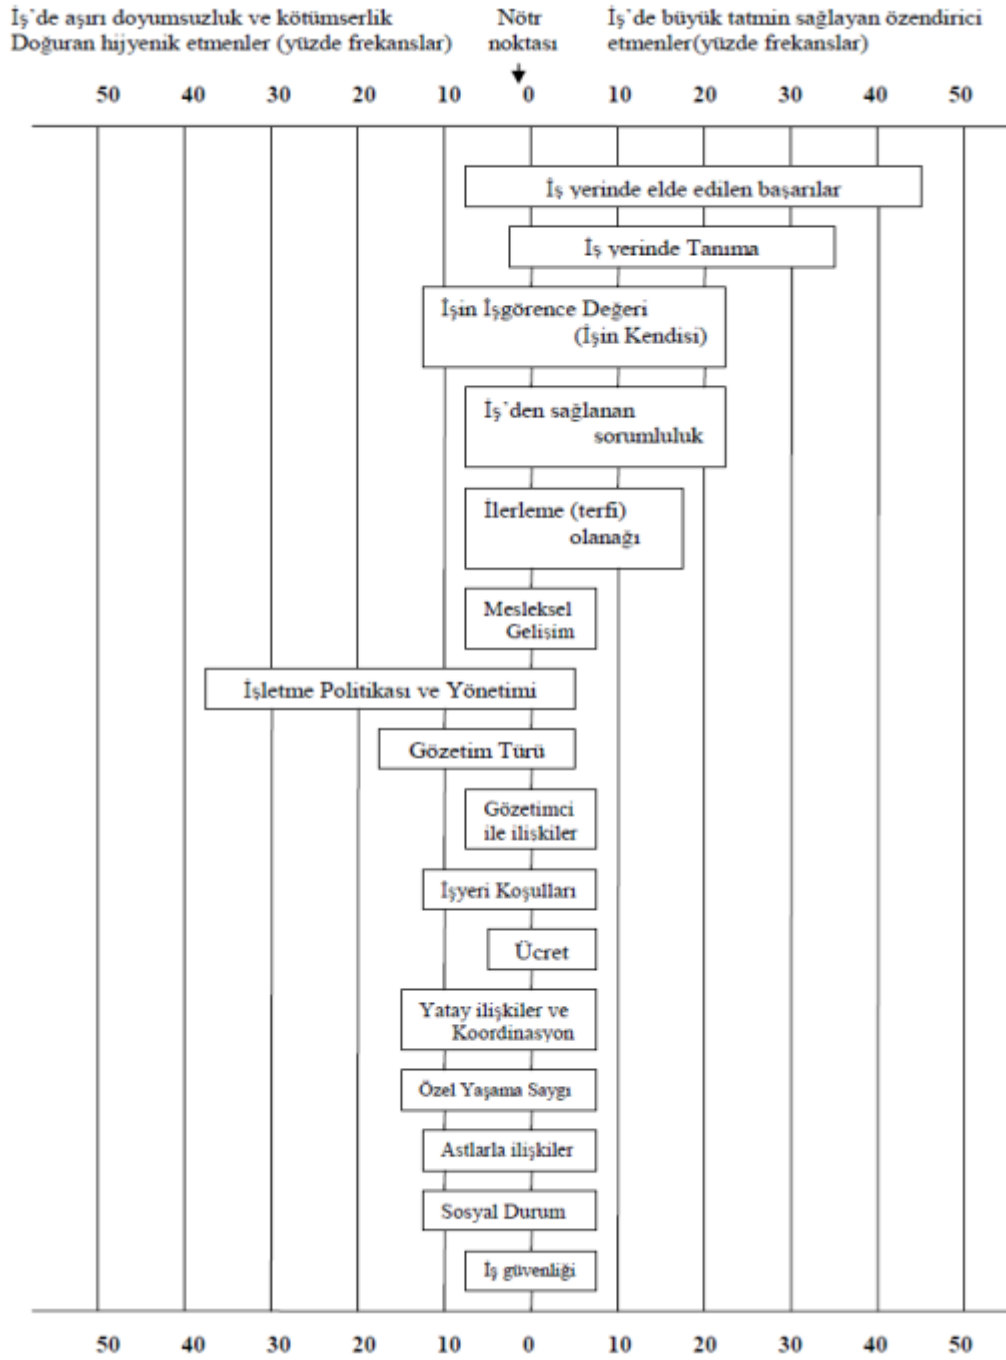 İş`de aşırı doyumsuzluk ve kötümserlik
Doğuran hijyenik etmenler (yüzde frekanslar)
Nötr
noktası
İş`de büyük tatmin sağlayan özendirici
etmenler(yüzde frekanslar)
50 40 30 20 10 0 10 20 30 40 50
İş yerinde elde edilen başarılar
İş yerinde Tanıma
İşin İşgörence Değeri
(İşin Kendisi)
İş`den sağlanan
sorumluluk
İlerleme (terfi)
olanağı
Mesleksel
Gelişim
İşletme Politikası ve Yönetimi
Gözetim Türü
Gözetimci
ile ilişkiler
İşyeri Koşulları
Ücret
Yatay ilişkiler ve
Koordinasyon
Özel Yaşama Saygı
Astlarla ilişkiler
Sosyal Durum
İş güvenliği
50 40 30 20 10 0 10 20 30 40 50